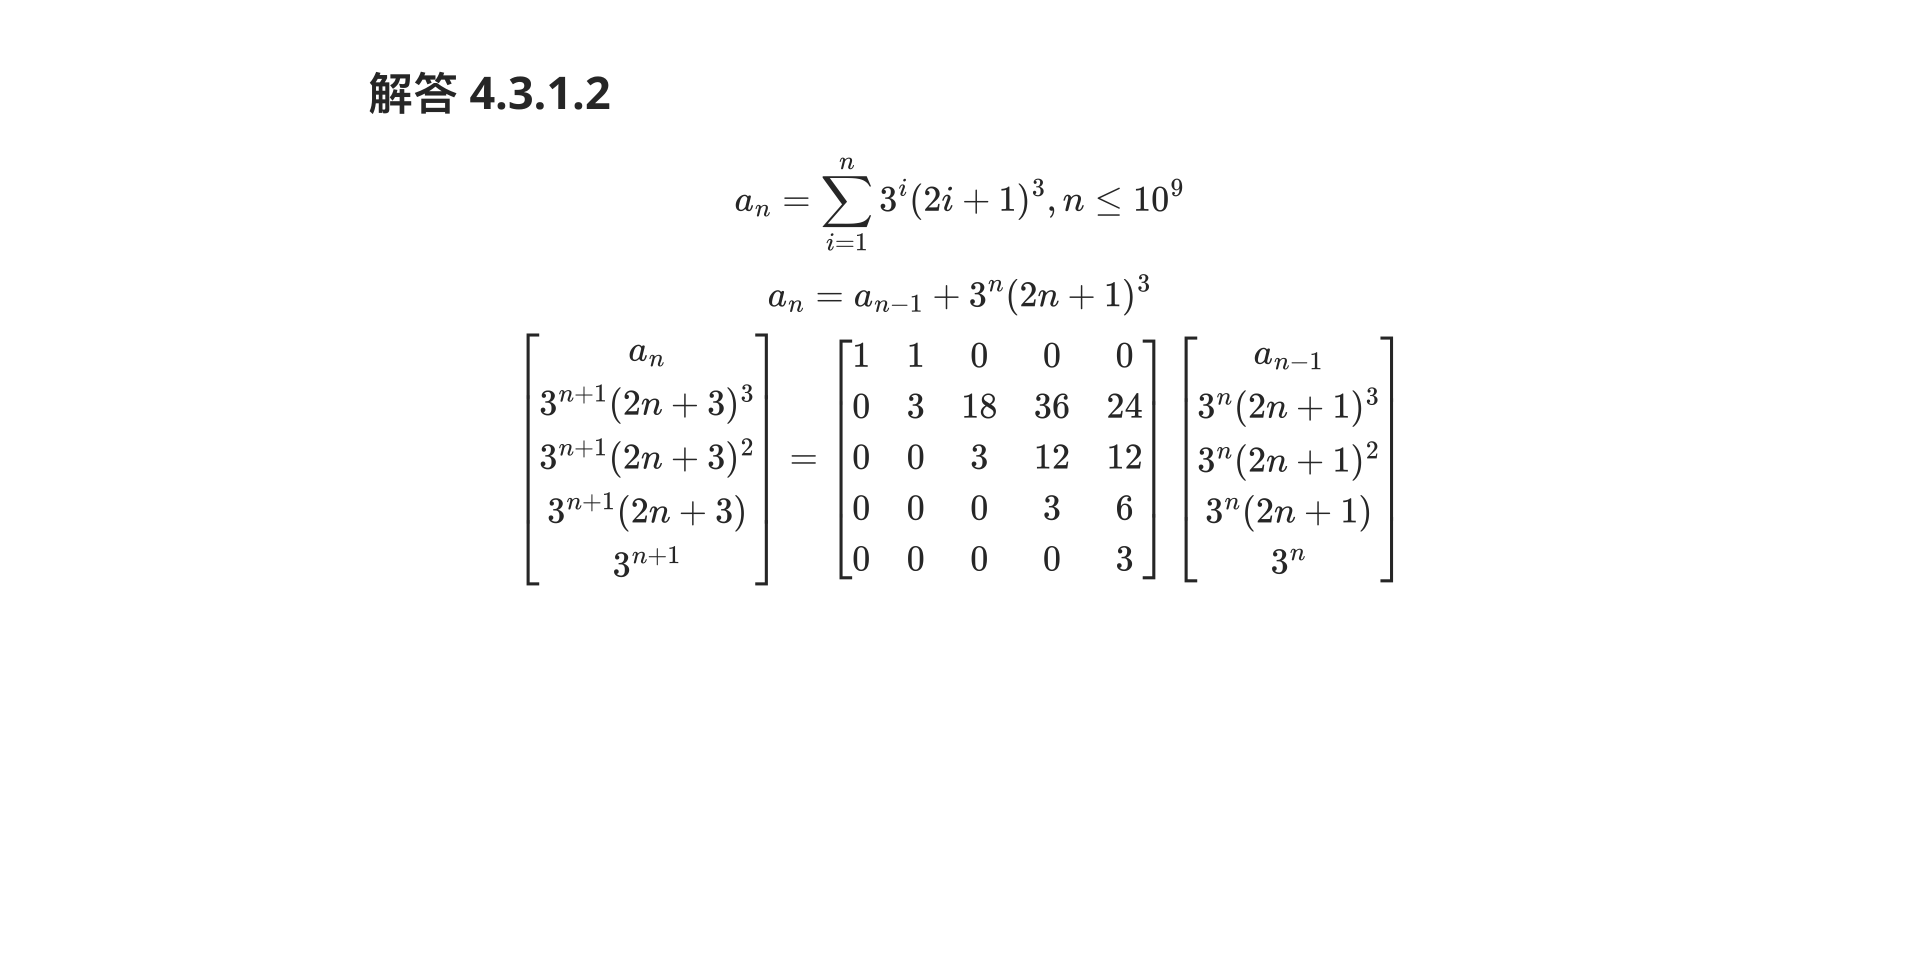 解答 4.3.1.2
$a_n = \sum_{i=1}^{n} 3^i(2i+1)^3, n \leq 10^9$
$a_n = a_{n-1} + 3^n(2n+1)^3$
$\begin{bmatrix} a_n \\ 3^{n+1}(2n+3)^3 \\ 3^{n+1}(2n+3)^2 \\ 3^{n+1}(2n+3) \\ 3^{n+1} \end{bmatrix} = \begin{bmatrix} 1 & 1 & 0 & 0 & 0 \\ 0 & 3 & 18 & 36 & 24 \\ 0 & 0 & 3 & 12 & 12 \\ 0 & 0 & 0 & 3 & 6 \\ 0 & 0 & 0 & 0 & 3 \end{bmatrix} \begin{bmatrix} a_{n-1} \\ 3^n(2n+1)^3 \\ 3^n(2n+1)^2 \\ 3^n(2n+1) \\ 3^n \end{bmatrix}$